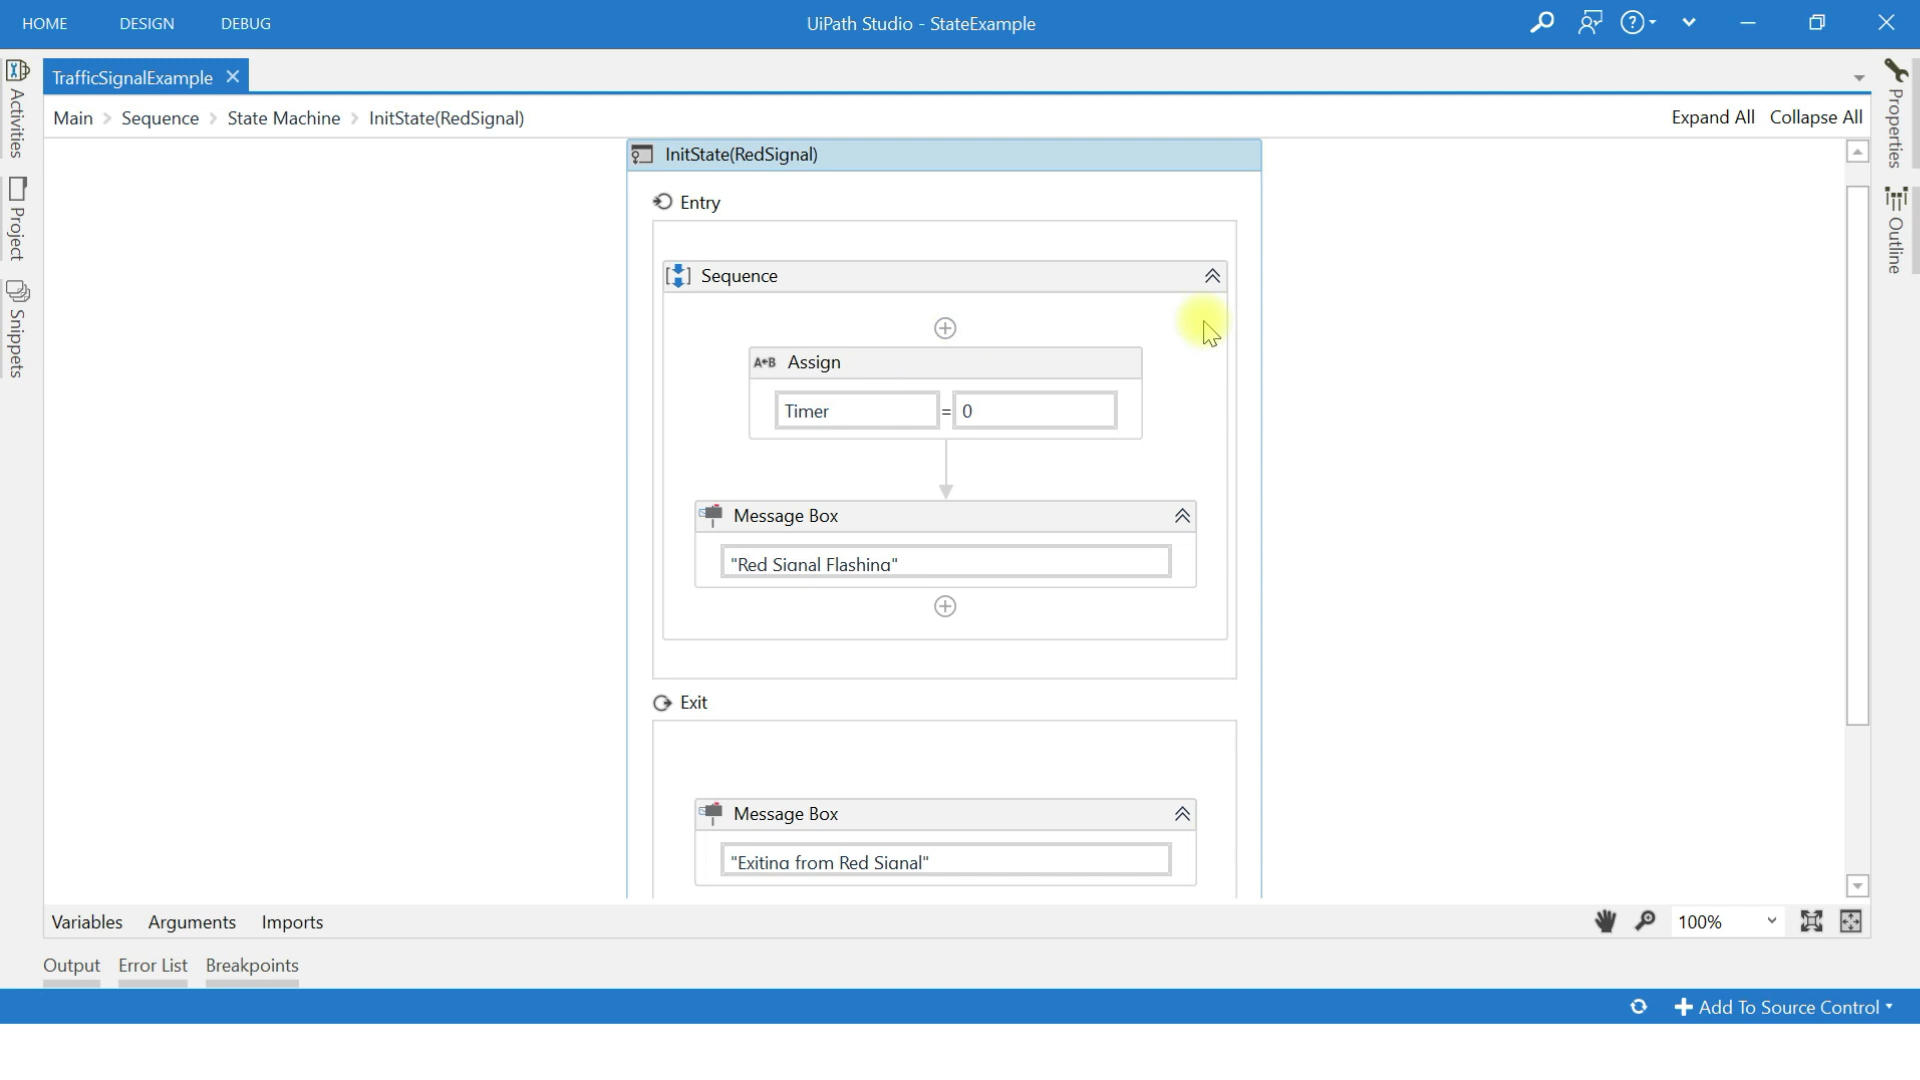 HOME DESIGN DEBUG UiPath Studio - StateExample
TrafficSignalExample
Main > Sequence > State Machine > InitState(RedSignal) Expand All Collapse All
Activities
Project
Snippets
Properties
Outline
InitState(RedSignal)
Entry
Sequence
A+B Assign
Timer = 0
Message Box
"Red Signal Flashing"
Exit
Message Box
"Exiting from Red Signal"
Variables Arguments Imports 100%
Output Error List Breakpoints
Add To Source Control